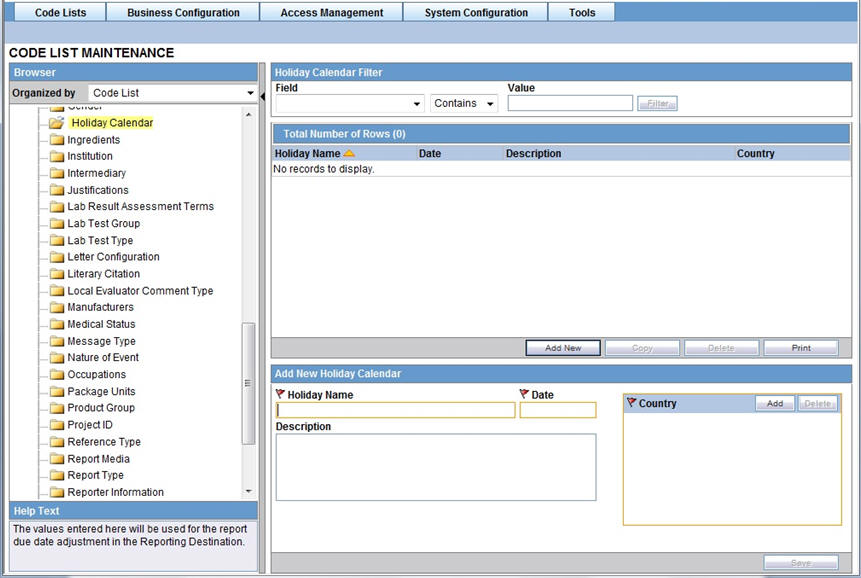 Code Lists Business Configuration Access Management System Configuration Tools
CODE LIST MAINTENANCE
Browser
Organized by Code List
Gender
Holiday Calendar
Ingredients
Institution
Intermediary
Justifications
Lab Result Assessment Terms
Lab Test Group
Lab Test Type
Letter Configuration
Literary Citation
Local Evaluator Comment Type
Manufacturers
Medical Status
Message Type
Nature of Event
Occupations
Package Units
Product Group
Project ID
Reference Type
Report Media
Report Type
Reporter Information
Help Text
The values entered here will be used for the report
due date adjustment in the Reporting Destination.
Holiday Calendar Filter
Field Value
Contains Filter
Total Number of Rows (0)
Holiday Name Date Description Country
No records to display.
Add New Copy Delete Print
Add New Holiday Calendar
Holiday Name Date
Country Add Delete
Description
Save